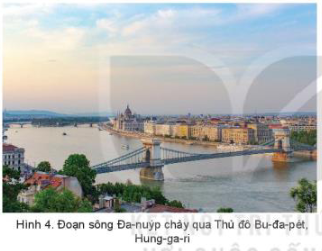 Hình 4. Đoạn sông Đa-nuýp chảy qua Thủ đô Bu-đa-pét,
Hung-ga-ri